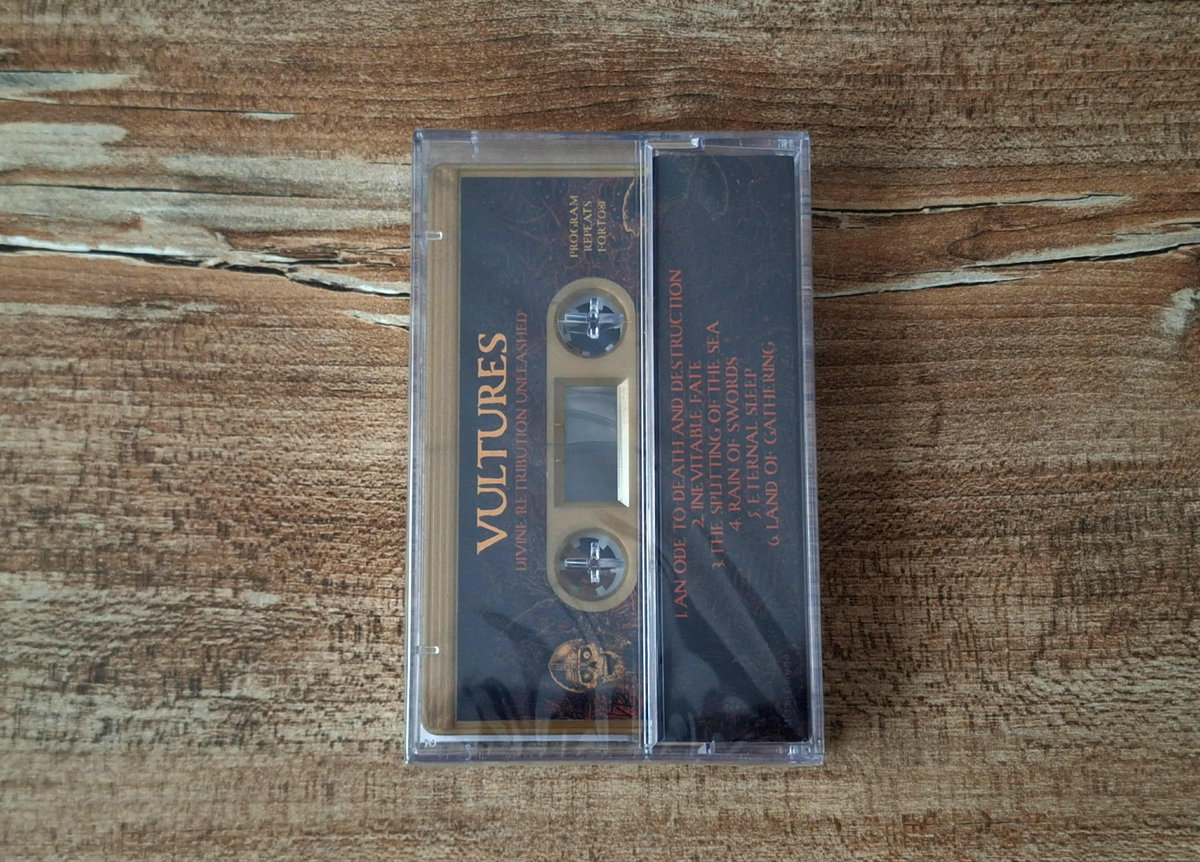 VULTURES
DIVINE RETRIBUTION UNLEASHED
PROGRAM
REPEATS
1. AN ODE TO DEATH AND DESTRUCTION
2. INEVITABLE FATE
3. THE SPLITTING OF THE SEA
4. RAIN OF SWORDS
5. ETERNAL SLEEP
6. LAND OF GATHERING